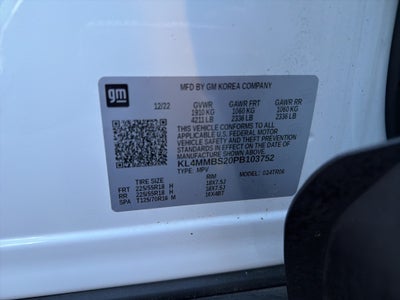 gm
MFD BY GM KOREA COMPANY
12/22 GVWR GAWR FRT GAWR RR
1910 KG 1060 KG 1060 KG
4211 LB 2336 LB 2336 LB
THIS VEHICLE CONFORMS TO ALL
APPLICABLE U.S. FEDERAL MOTOR
VEHICLE SAFETY AND THEFT PREVENTION
STANDARDS IN EFFECT ON THE DATE OF
MANUFACTURE SHOWN ABOVE.
KL4MMBS20PB103752
TYPE: MPV
TIRE SIZE RIM MODEL:
FRT 225/55R18 H 18X7.5J
RR 225/55R18 H 18X7.5J
SPA T125/70R16 M 16X4BT